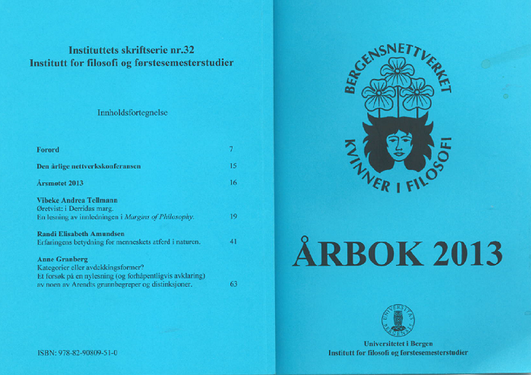 Instituttets skriftserie nr.32
Institutt for filosofi og førstesemesterstudier
Innholdsfortegnelse
Forord 7
Den årlige nettverkskonferansen 15
Årsmøtet 2013 16
Vibeke Andrea Tellmann
Øretvist: i Derridas marg.
En lesning av innledningen i Margins of Philosophy. 19
Randi Elisabeth Amundsen
Erfaringens betydning for menneskets atferd i naturen. 41
Anne Granberg
Kategorier eller avdekkingsformer?
Et forsøk på en nylesning (og forhåpentligvis avklaring)
av noen av Arendts grunnbegreper og distinksjoner. 63
ISBN: 978-82-90809-51-0
BERGENSNETTVERKET
KVINNER I FILOSOFI
ÅRBOK 2013
Universitetet i Bergen
Institutt for filosofi og førstesemesterstudier